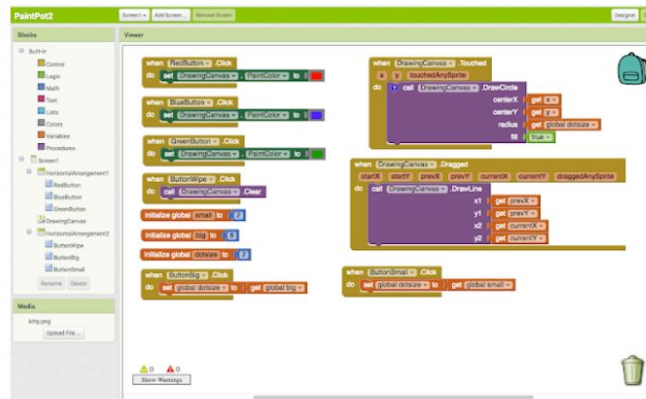 PaintPot2
Screen1
Add Screen...
Remove Screen
Designer
Blocks
Viewer
Built-in
Control
Logic
Math
Text
Lists
Colors
Variables
Procedures
Screen1
HorizontalArrangement1
RedButton
BlueButton
GreenButton
DrawingCanvas
HorizontalArrangement2
ButtonWipe
ButtonBig
ButtonSmall
Rename Delete
Media
kitty.png
Upload File ...
when RedButton .Click
do set DrawingCanvas . PaintColor to
when BlueButton .Click
do set DrawingCanvas . PaintColor to
when GreenButton .Click
do set DrawingCanvas . PaintColor to
when ButtonWipe .Click
do call DrawingCanvas .Clear
initialize global small to 2
initialize global big to 8
initialize global dotsize to 2
when ButtonBig .Click
do set global dotsize to get global big
when DrawingCanvas .Touched
x y touchedAnySprite
do ? call DrawingCanvas .DrawCircle
centerX get x
centerY get y
radius get global dotsize
fill true
when DrawingCanvas .Dragged
startX startY prevX prevY currentX currentY draggedAnySprite
do call DrawingCanvas .DrawLine
x1 get prevX
y1 get prevY
x2 get currentX
y2 get currentY
when ButtonSmall .Click
do set global dotsize to get global small
0 0
Show Warnings